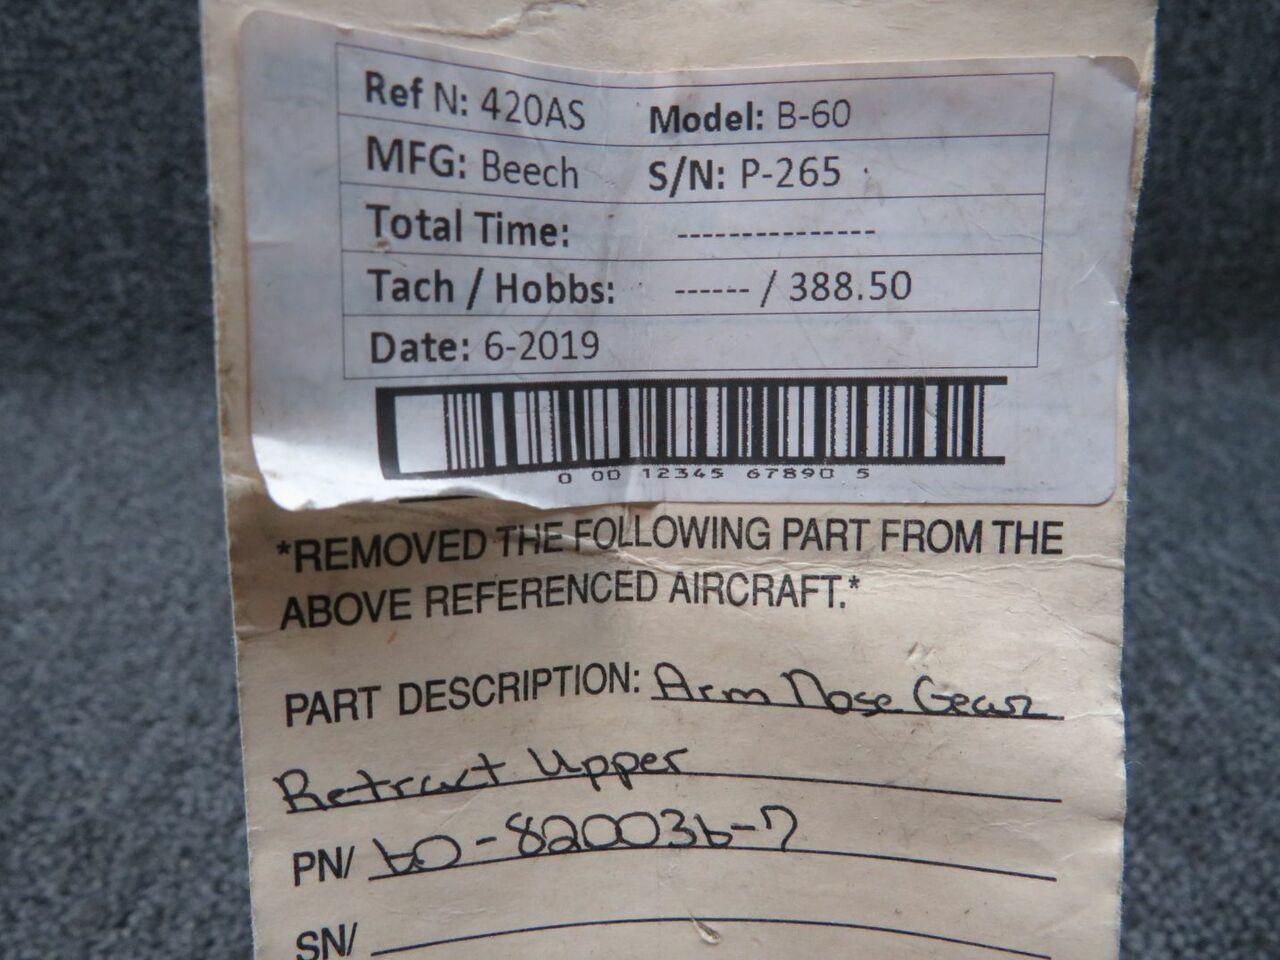 Ref N: 420AS Model: B-60
MFG: Beech S/N: P-265
Total Time: ---------------
Tach / Hobbs: ------ / 388.50
Date: 6-2019
0 00 12345 67890 5
*REMOVED THE FOLLOWING PART FROM THE
ABOVE REFERENCED AIRCRAFT.*
PART DESCRIPTION: Arm Nose Gear
Retract Upper
PN/ 60-820036-7
SN/